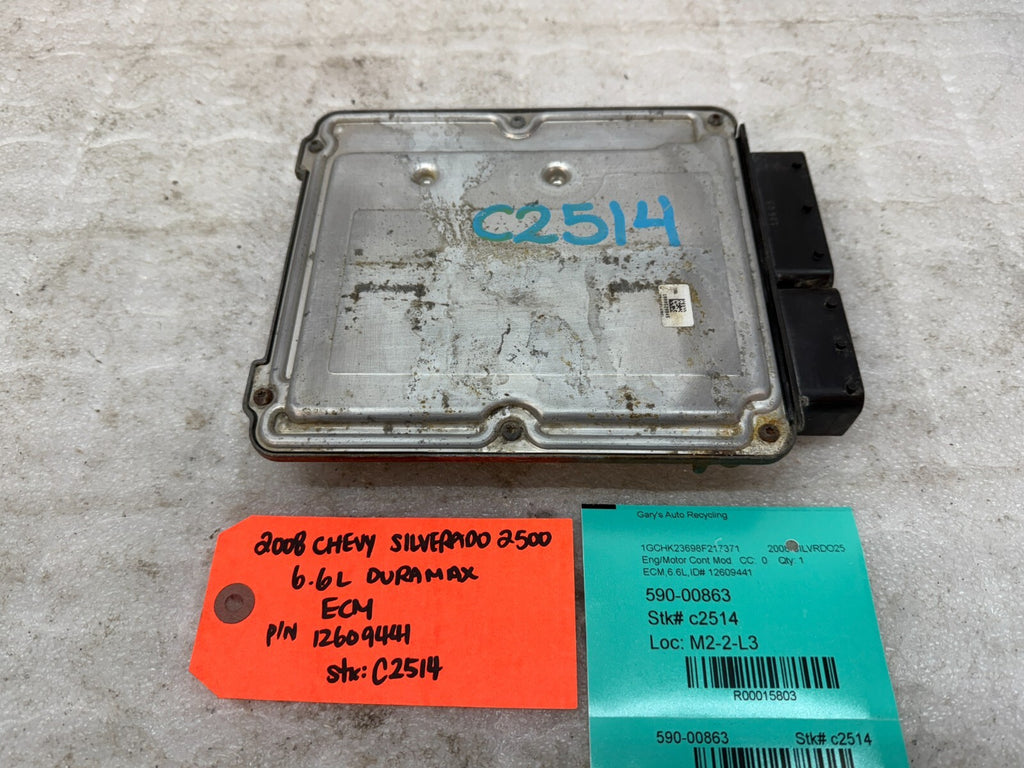 C2514
2008 CHEVY SILVERADO 2500
6.6L DURAMAX
ECM
P/N 12609441
Stk: C2514
Gary's Auto Recycling
1GCHK23698F217371
Eng/Motor Cont Mod CC: 0 Qty: 1
ECM,6.6L,ID# 12609441
590-00863
Stk# c2514
Loc: M2-2-L3
R00015803
590-00863 Stk# c2514